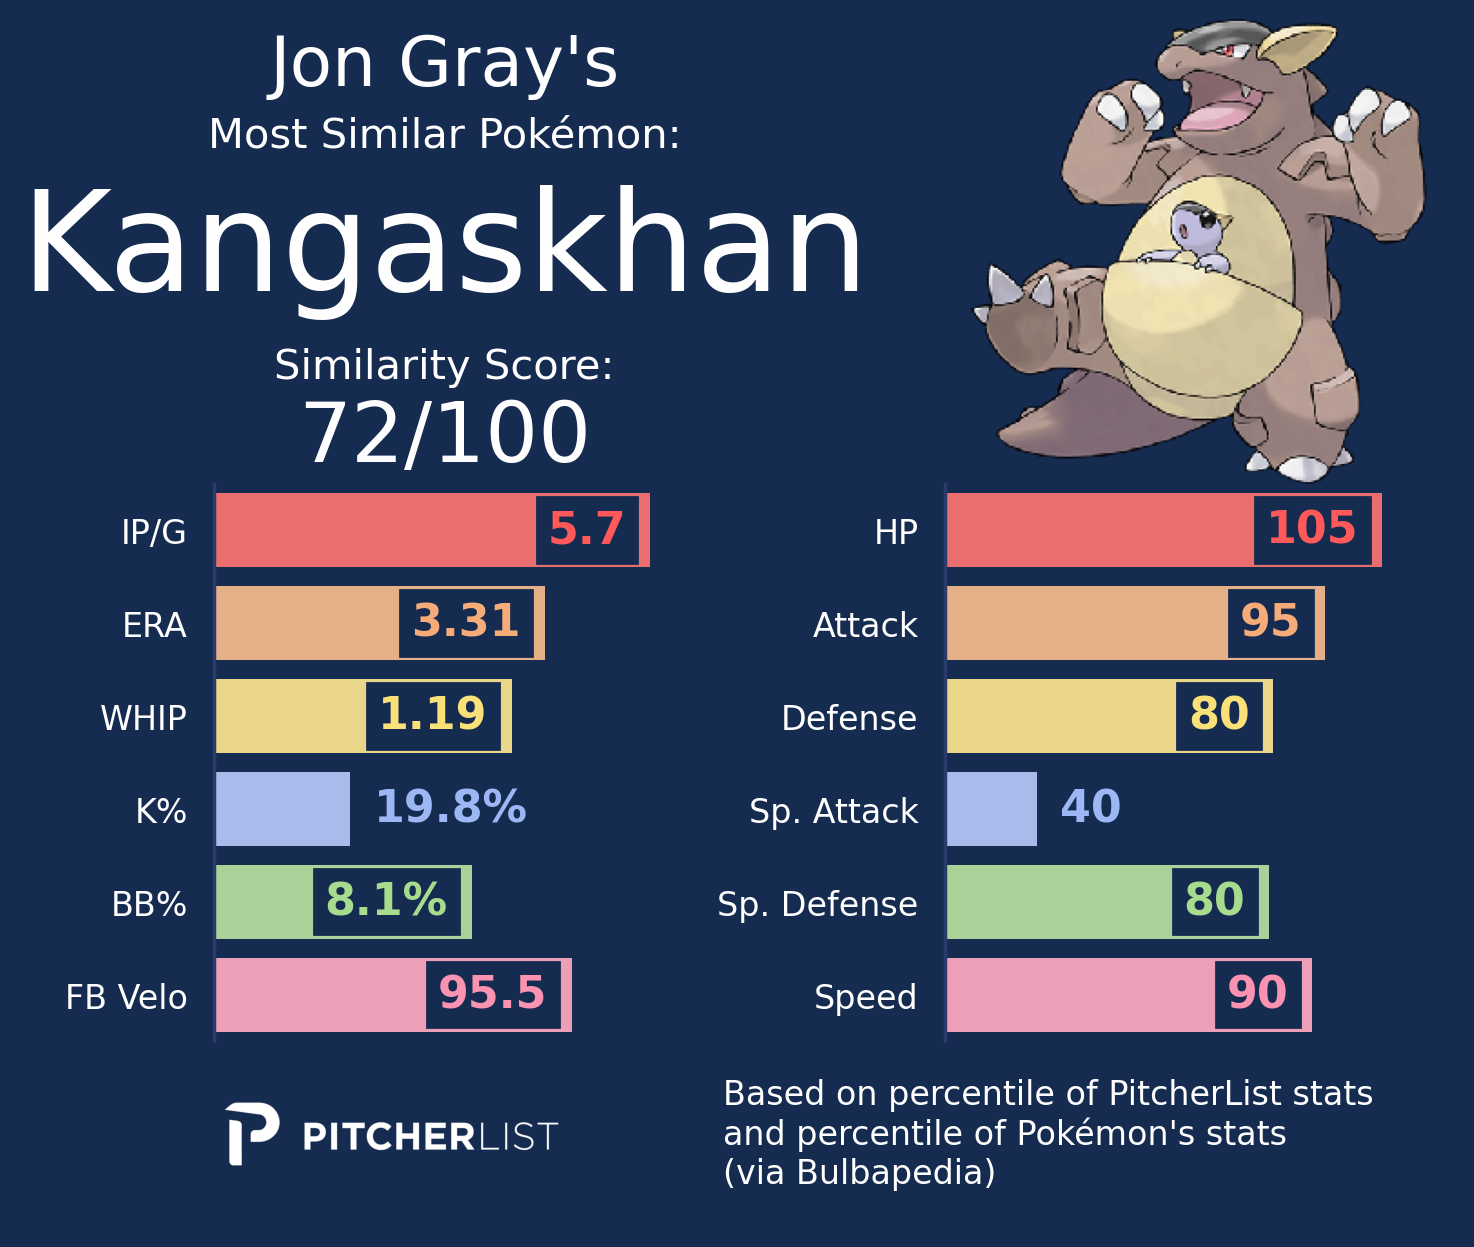 Jon Gray's
Most Similar Pokémon:
Kangaskhan
Similarity Score:
72/100
IP/G 5.7
ERA 3.31
WHIP 1.19
K% 19.8%
BB% 8.1%
FB Velo 95.5
HP 105
Attack 95
Defense 80
Sp. Attack 40
Sp. Defense 80
Speed 90
PITCHERLIST
Based on percentile of PitcherList stats
and percentile of Pokémon's stats
(via Bulbapedia)